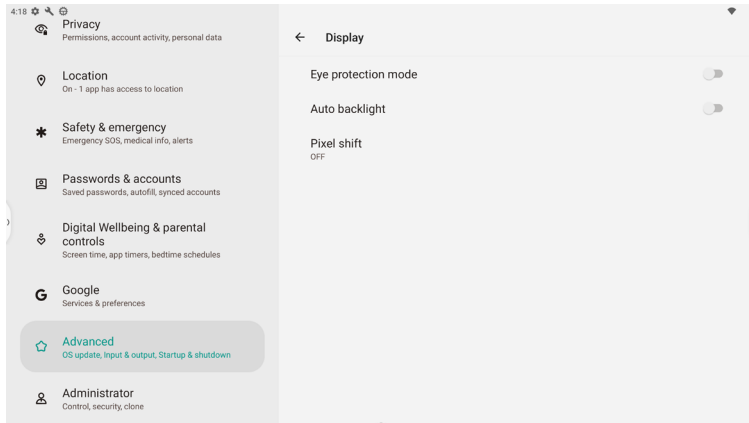 4:18
Privacy
Permissions, account activity, personal data
Location
On - 1 app has access to location
Safety & emergency
Emergency SOS, medical info, alerts
Passwords & accounts
Saved passwords, autofill, synced accounts
Digital Wellbeing & parental
controls
Screen time, app timers, bedtime schedules
Google
Services & preferences
Advanced
OS update, Input & output, Startup & shutdown
Administrator
Control, security, clone
Display
Eye protection mode
Auto backlight
Pixel shift
OFF